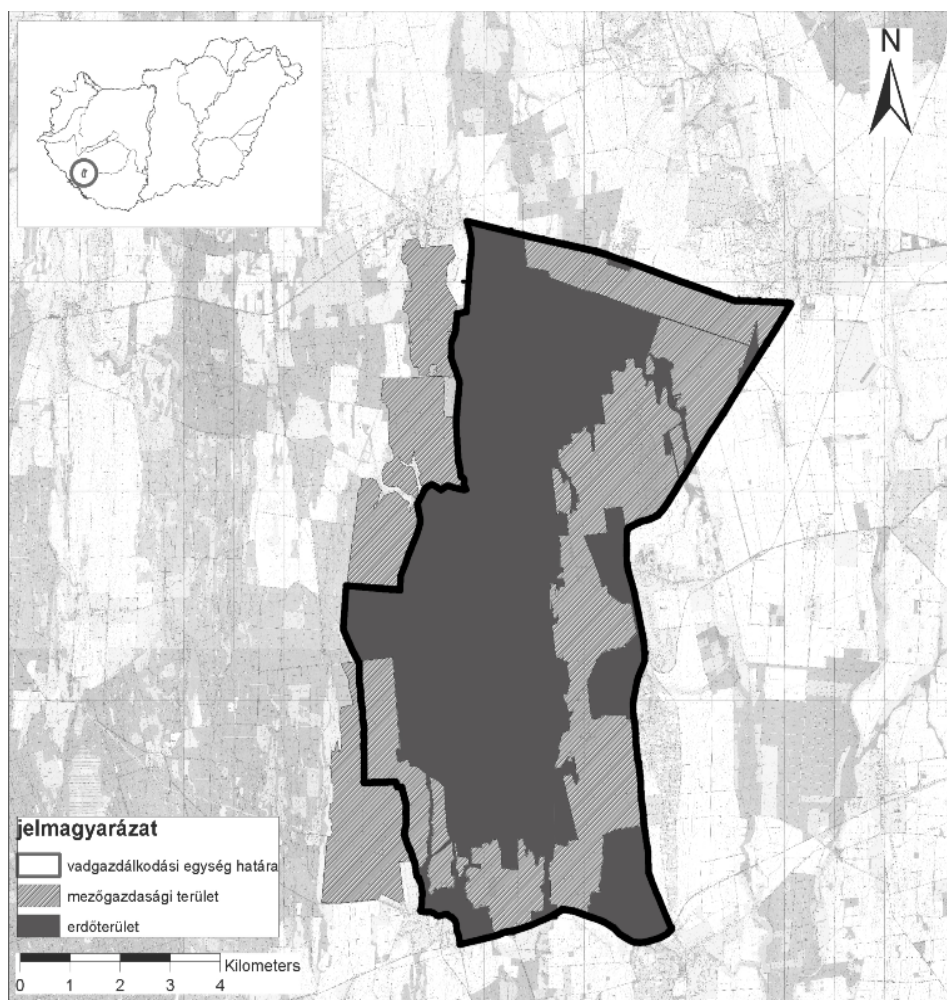 N
jelmagyarázat
vadgazdálkodási egység határa
mezőgazdasági terület
erdőterület
Kilometers
0 1 2 3 4